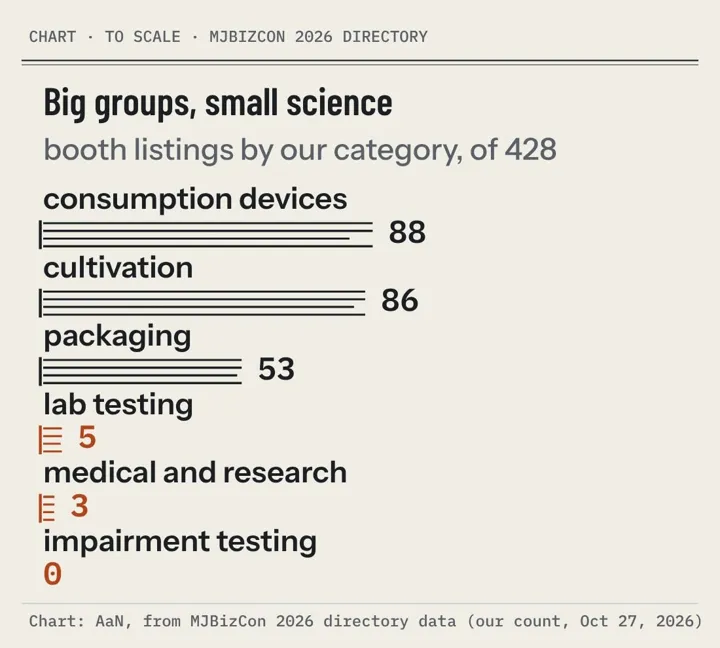 CHART · TO SCALE · MJBIZCON 2026 DIRECTORY
Big groups, small science
booth listings by our category, of 428
consumption devices
88
cultivation
86
packaging
53
lab testing
5
medical and research
3
impairment testing
0
Chart: AaN, from MJBizCon 2026 directory data (our count, Oct 27, 2026)